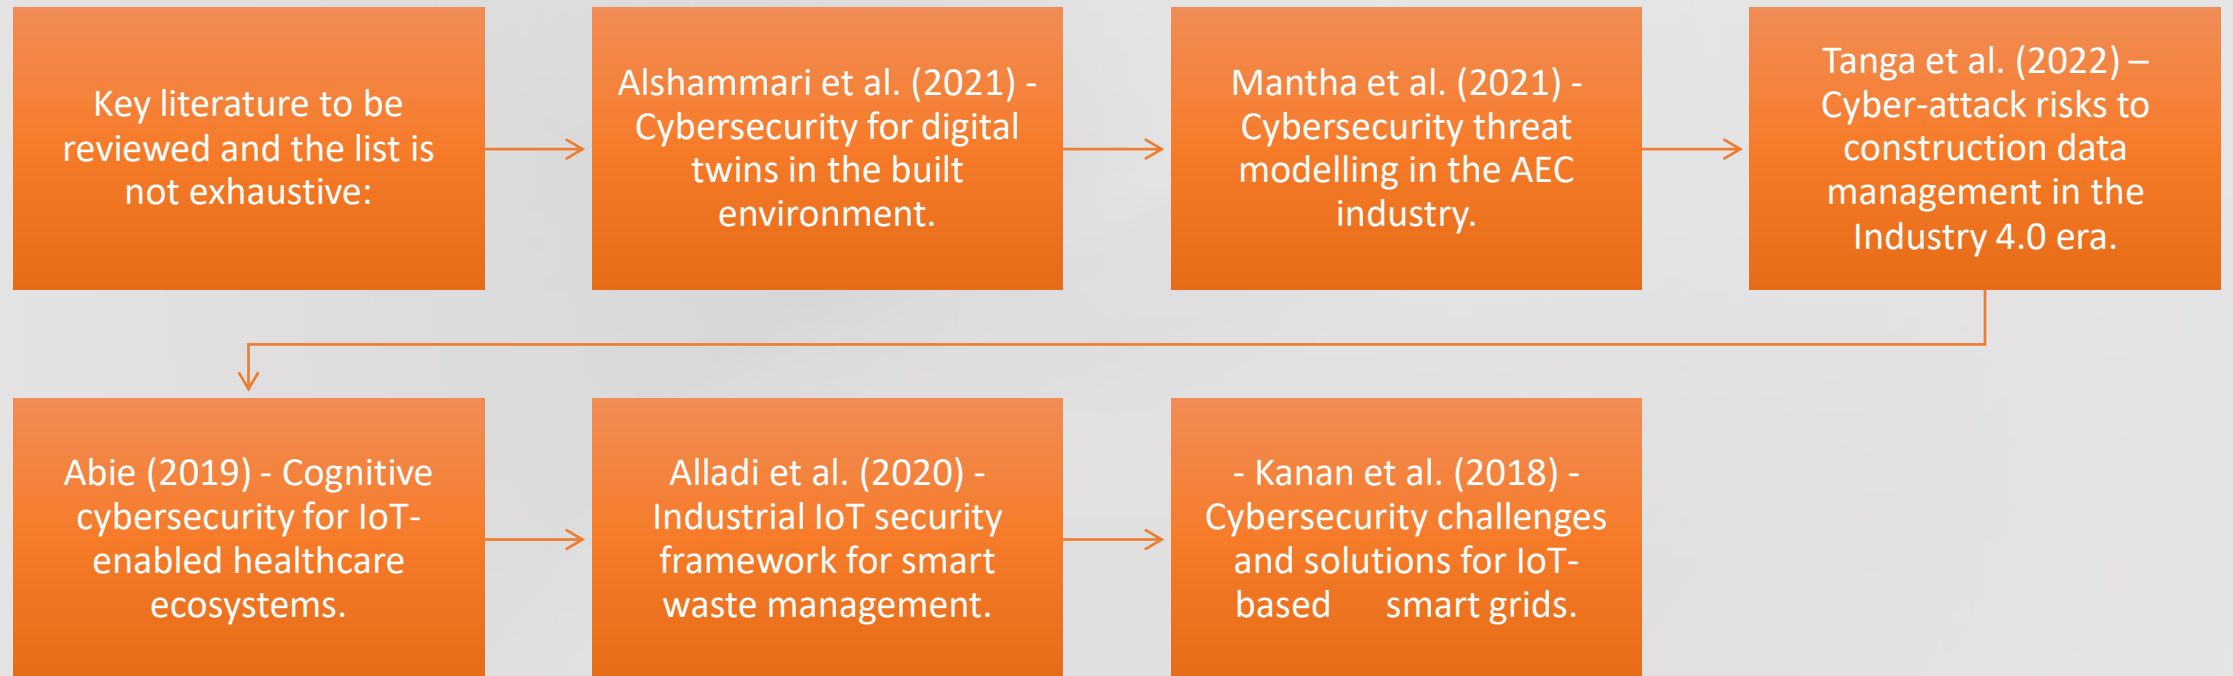 Key literature to be
reviewed and the list is
not exhaustive:
Alshammari et al. (2021) -
Cybersecurity for digital
twins in the built
environment.
Mantha et al. (2021) -
Cybersecurity threat
modelling in the AEC
industry.
Tanga et al. (2022) –
Cyber-attack risks to
construction data
management in the
Industry 4.0 era.
Abie (2019) - Cognitive
cybersecurity for IoT-
enabled healthcare
ecosystems.
Alladi et al. (2020) -
Industrial IoT security
framework for smart
waste management.
- Kanan et al. (2018) -
Cybersecurity challenges
and solutions for IoT-
based smart grids.